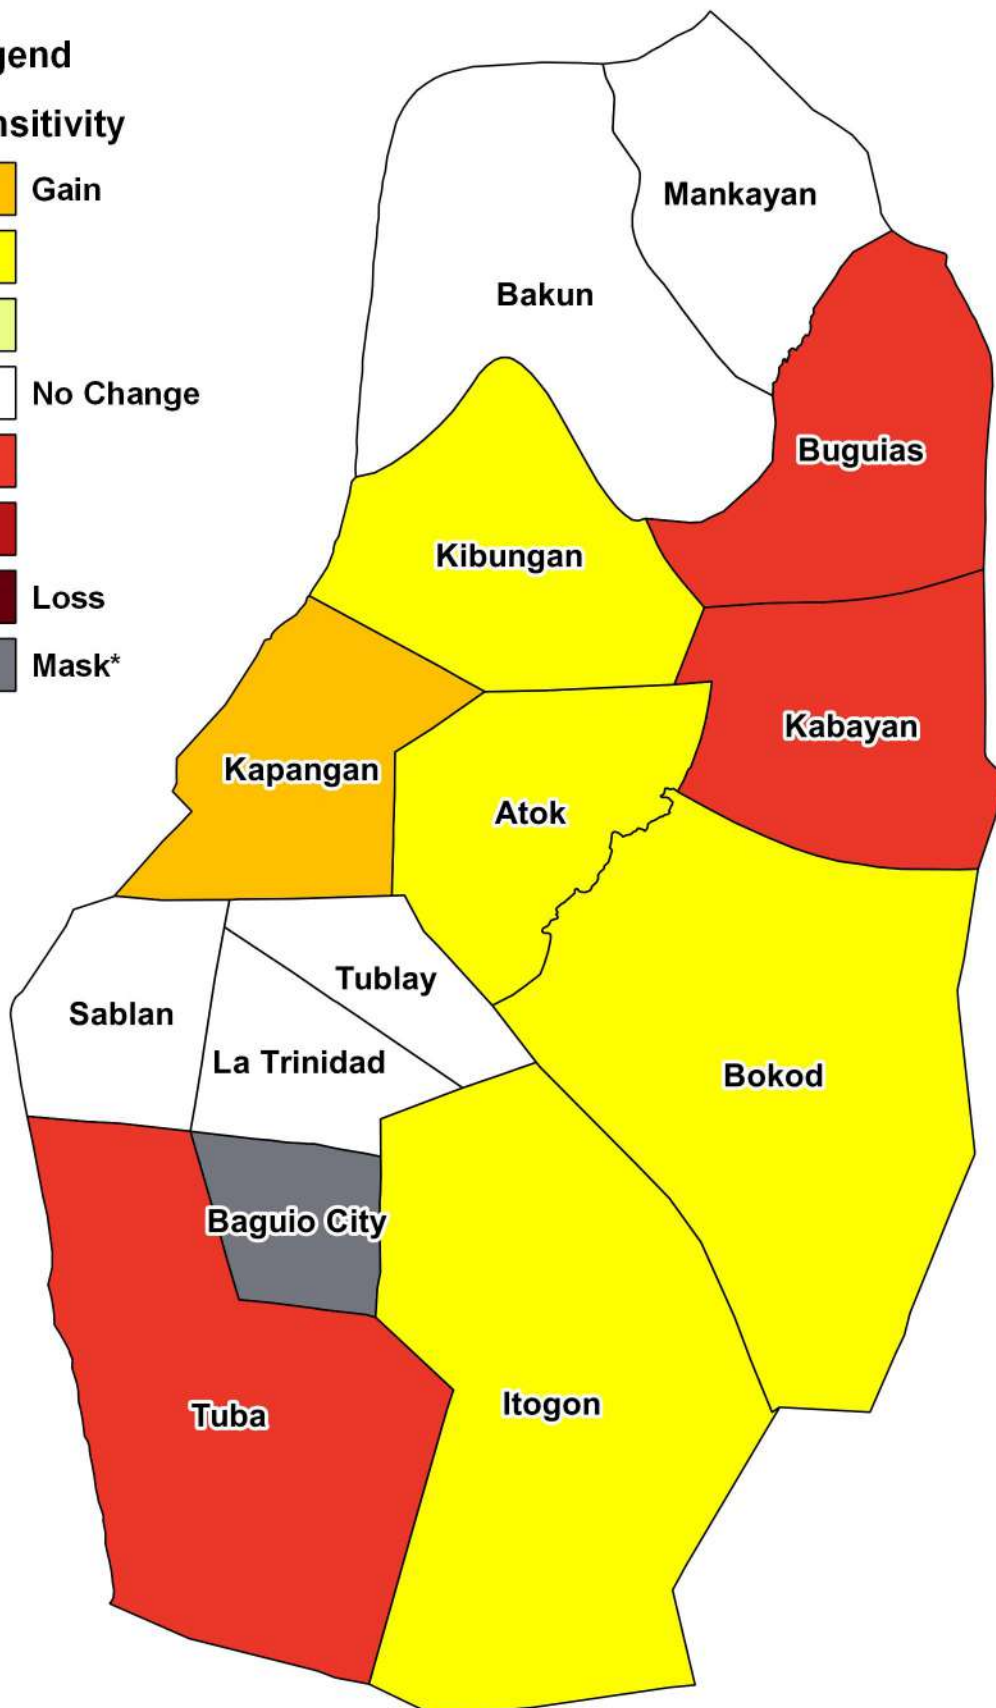 gend
nsitivity
Gain
No Change
Loss
Mask*
Mankayan
Bakun
Buguias
Kibungan
Kabayan
Kapangan
Atok
Tublay
Sablan
La Trinidad
Bokod
Baguio City
Itogon
Tuba